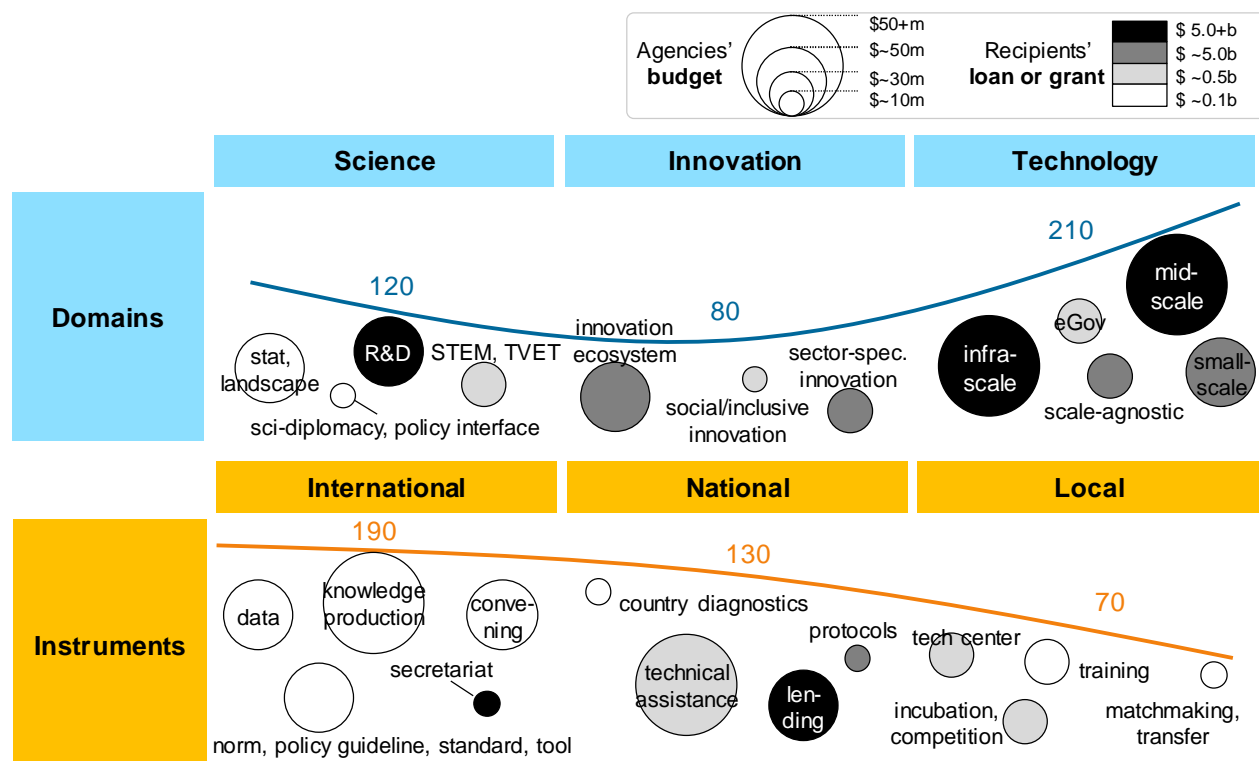 Agencies’
budget
$50+m
$~50m
$~30m
$~10m
Recipients’
loan or grant
$ 5.0+b
$ ~5.0b
$ ~0.5b
$ ~0.1b
Science
Innovation
Technology
Domains
120
80
210
stat,
landscape
R&D
STEM, TVET
sci-diplomacy, policy interface
innovation
ecosystem
social/inclusive
innovation
sector-spec.
innovation
infra-
scale
eGov
mid-
scale
scale-agnostic
small-
scale
International
National
Local
Instruments
190
130
70
data
knowledge
production
conve-
ning
secretariat
norm, policy guideline, standard, tool
country diagnostics
technical
assistance
len-
ding
protocols
tech center
training
incubation,
competition
matchmaking,
transfer